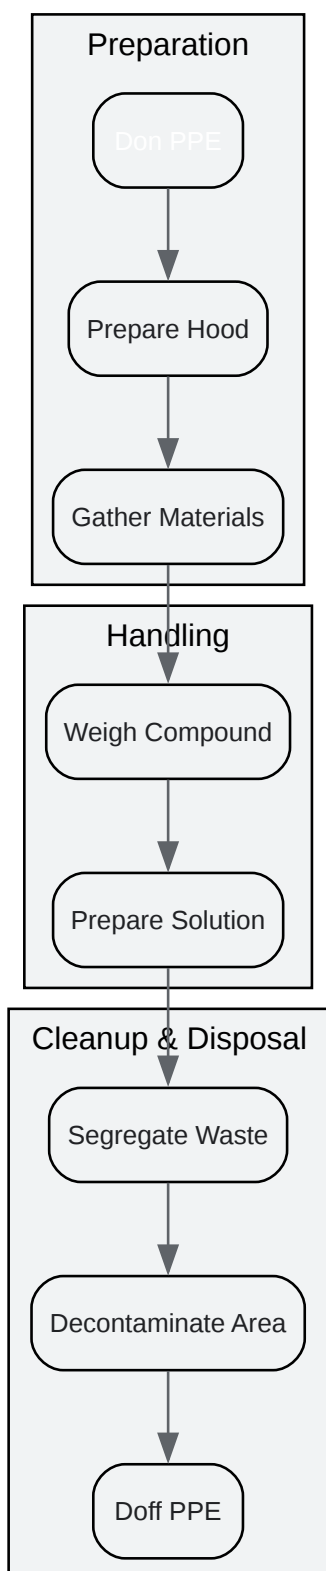 Preparation
Don PPE
Prepare Hood
Gather Materials
Handling
Weigh Compound
Prepare Solution
Cleanup & Disposal
Segregate Waste
Decontaminate Area
Doff PPE